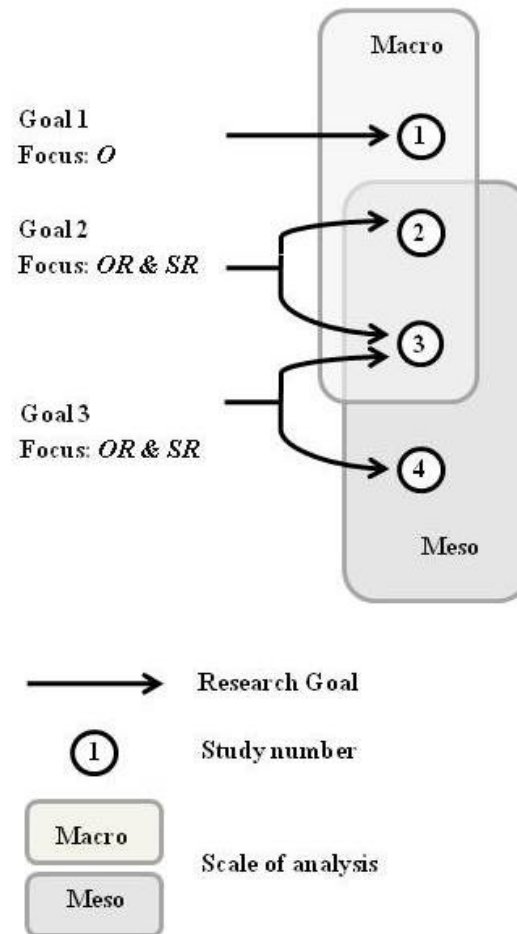 Macro
Goal 1
Focus: O
1
Goal 2
Focus: OR & SR
2
3
Goal 3
Focus: OR & SR
4
Meso
Research Goal
1
Study number
Macro
Scale of analysis
Meso